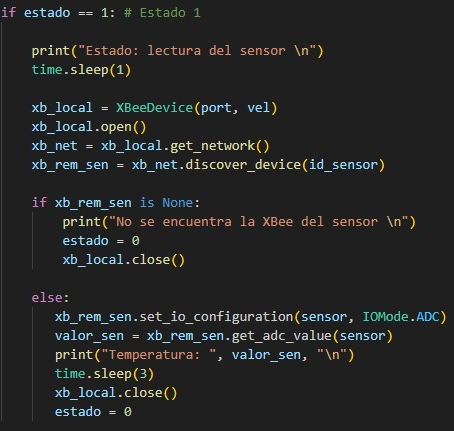 if estado == 1: # Estado 1
print("Estado: lectura del sensor \n")
time.sleep(1)
xb_local = XBeeDevice(port, vel)
xb_local.open()
xb_net = xb_local.get_network()
xb_rem_sen = xb_net.discover_device(id_sensor)
if xb_rem_sen is None:
print("No se encuentra la XBee del sensor \n")
estado = 0
xb_local.close()
else:
xb_rem_sen.set_io_configuration(sensor, IOMode.ADC)
valor_sen = xb_rem_sen.get_adc_value(sensor)
print("Temperatura: ", valor_sen, "\n")
time.sleep(3)
xb_local.close()
estado = 0